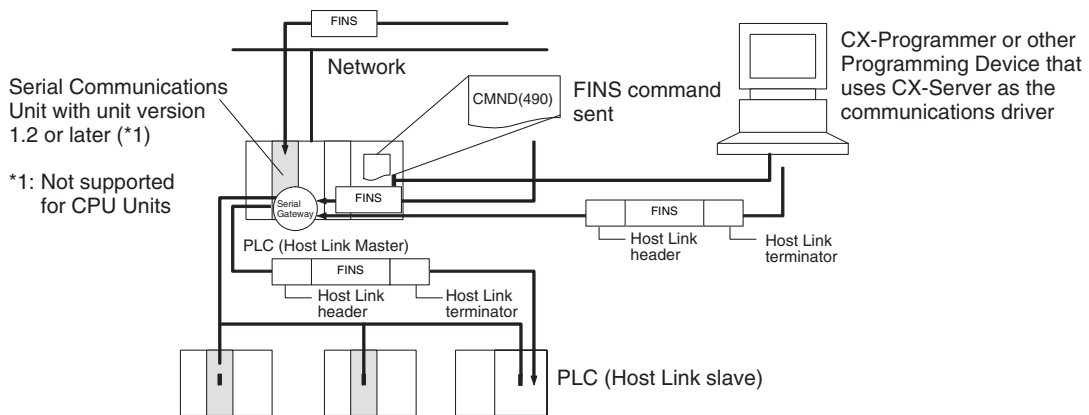 FINS
Network
CMND(490)
FINS command
sent
CX-Programmer or other
Programming Device that
uses CX-Server as the
communications driver
Serial Communications
Unit with unit version
1.2 or later (*1)
*1: Not supported
for CPU Units
Serial
Gateway
FINS
FINS
Host Link
header
Host Link
terminator
PLC (Host Link Master)
FINS
Host Link
header
Host Link
terminator
PLC (Host Link slave)